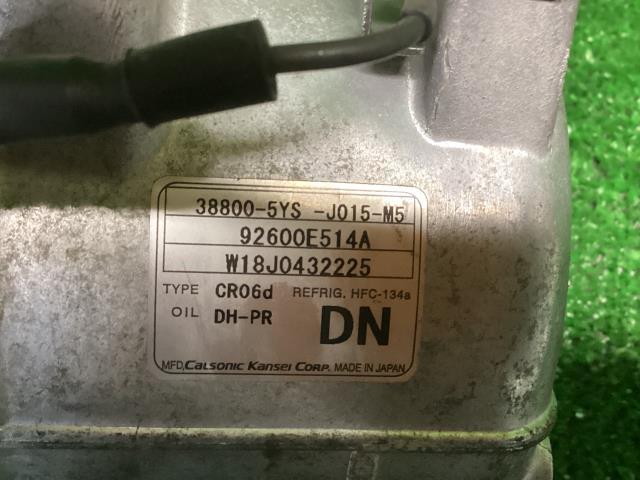 38800-5YS -J015-M5
92600E514A
W18J0432225
TYPE CR06d REFRIG. HFC-134a
OIL DH-PR DN
MFD, CALSONIC KANSEI CORP. MADE IN JAPAN